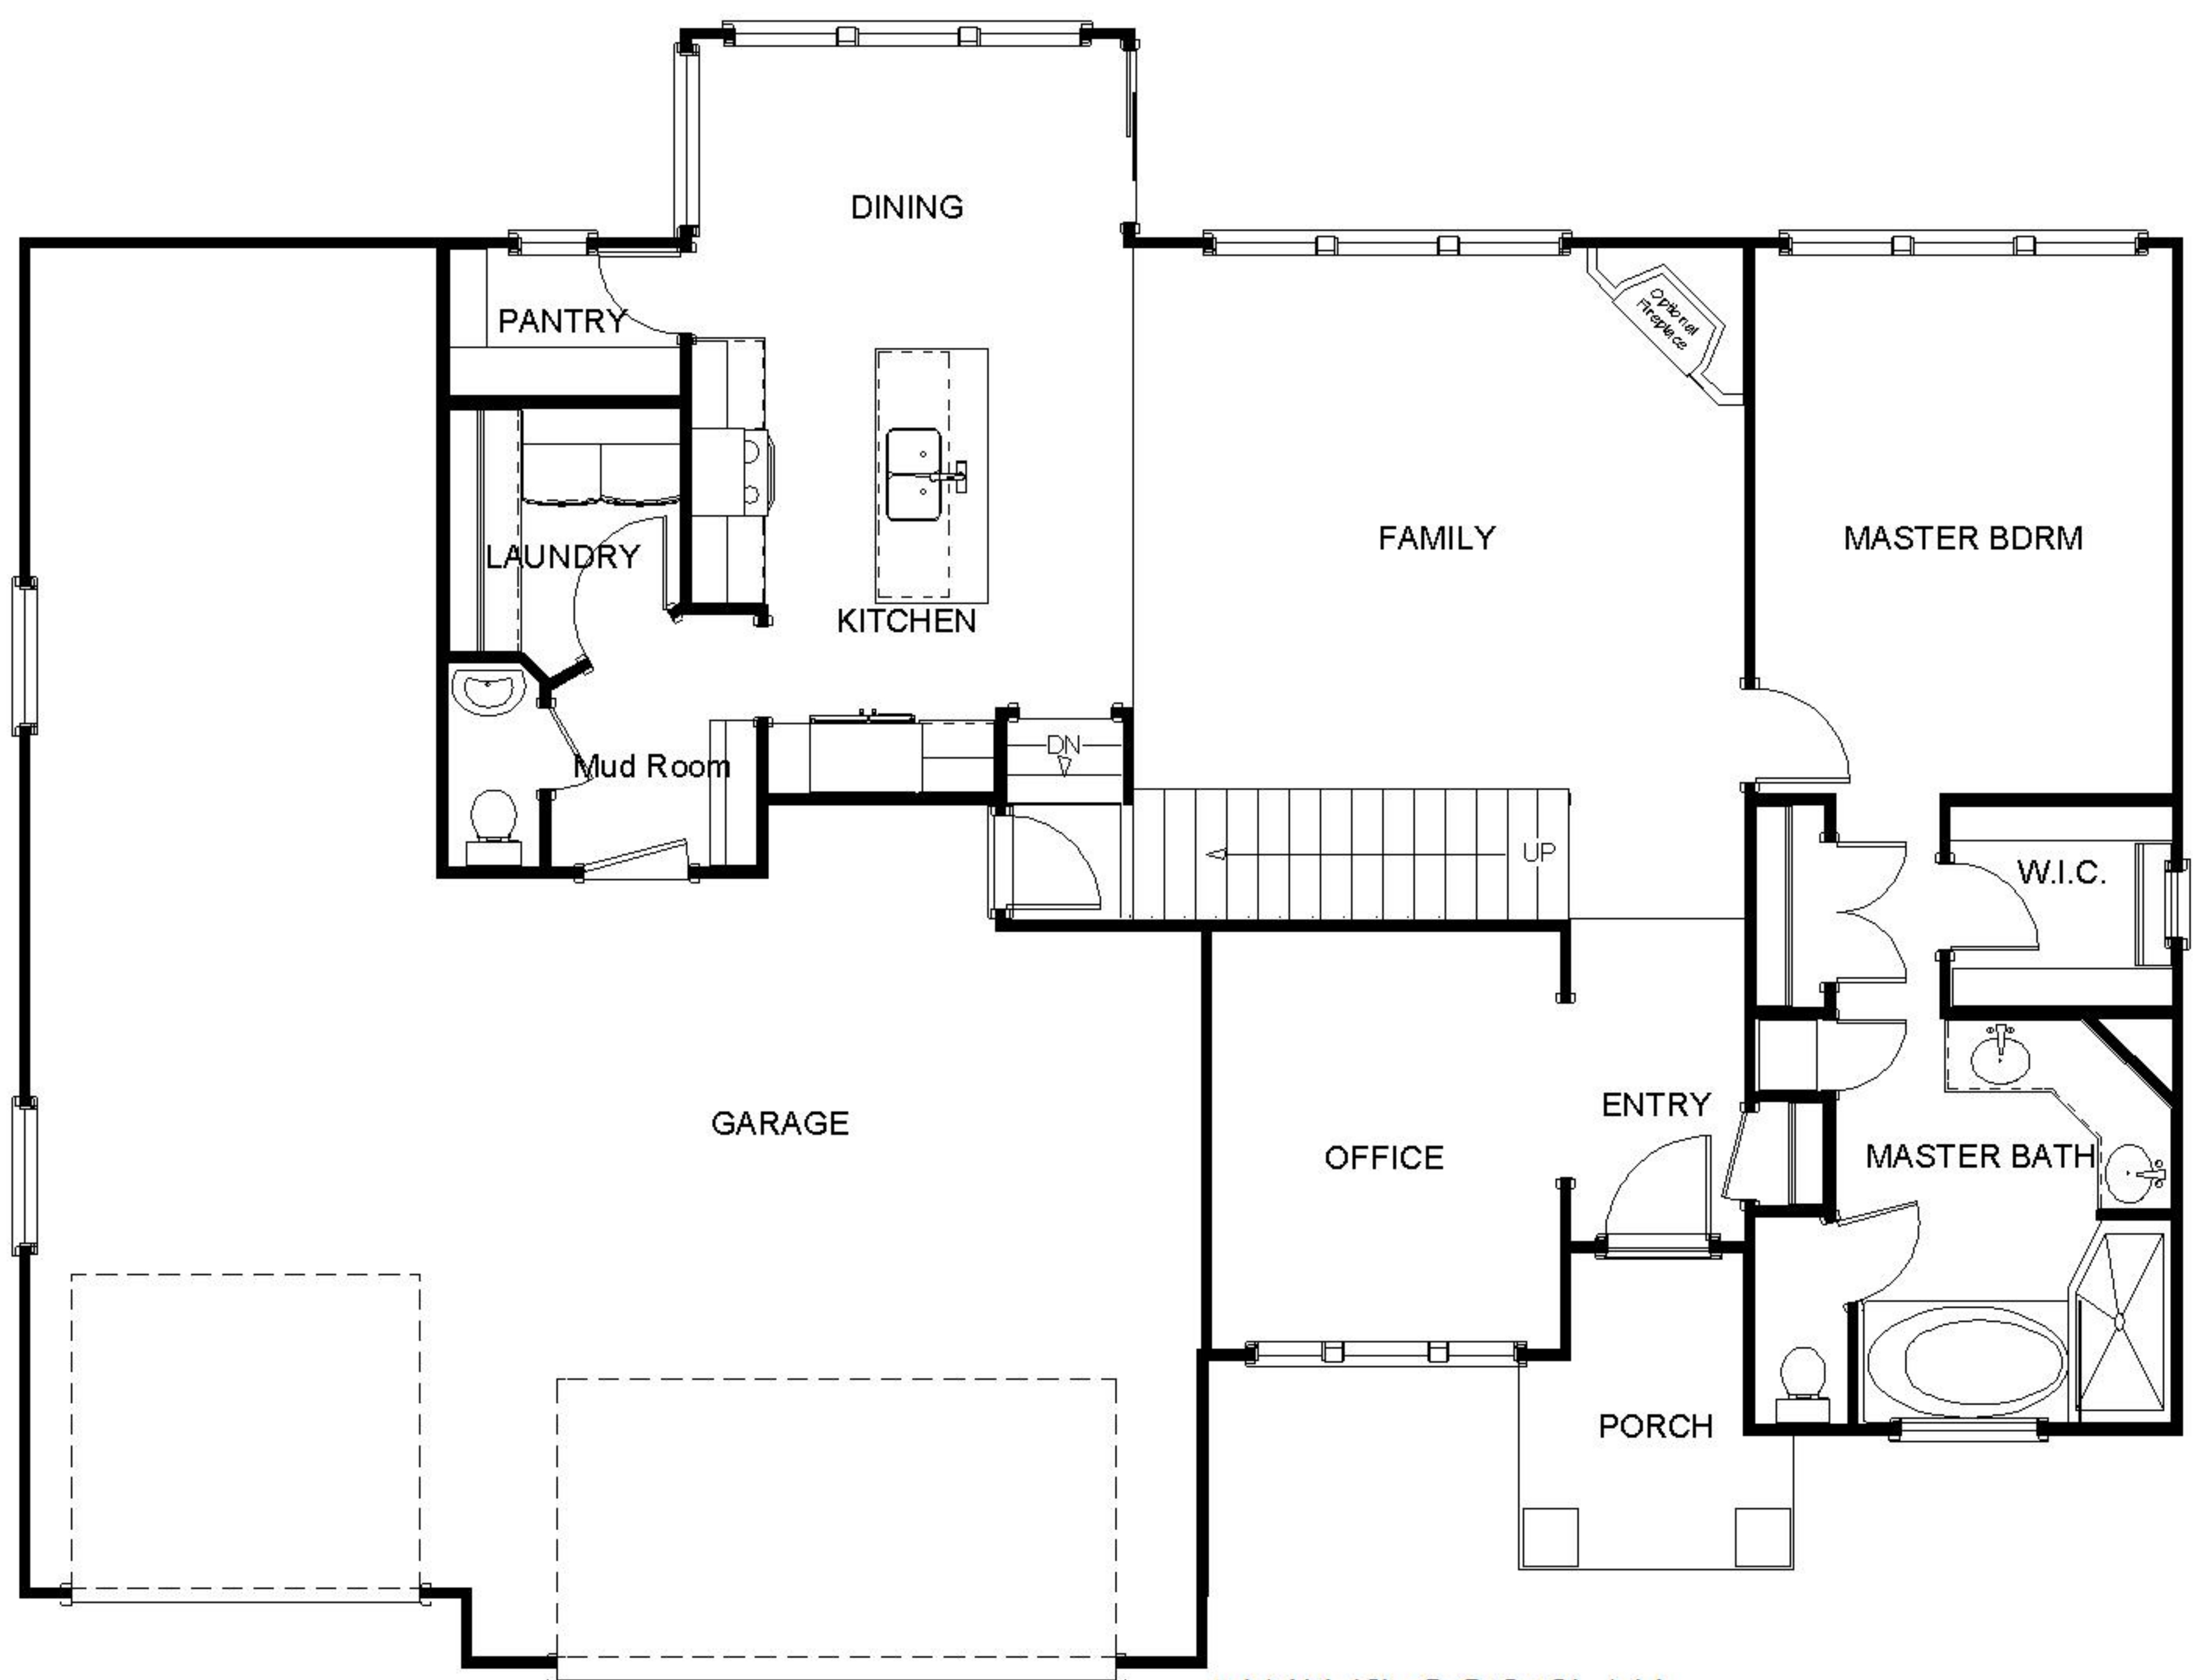 DINING
PANTRY
Optional
Fireplace
LAUNDRY
FAMILY
MASTER BDRM
KITCHEN
DN
Mud Room
UP
W.I.C.
GARAGE
ENTRY
OFFICE
MASTER BATH
PORCH